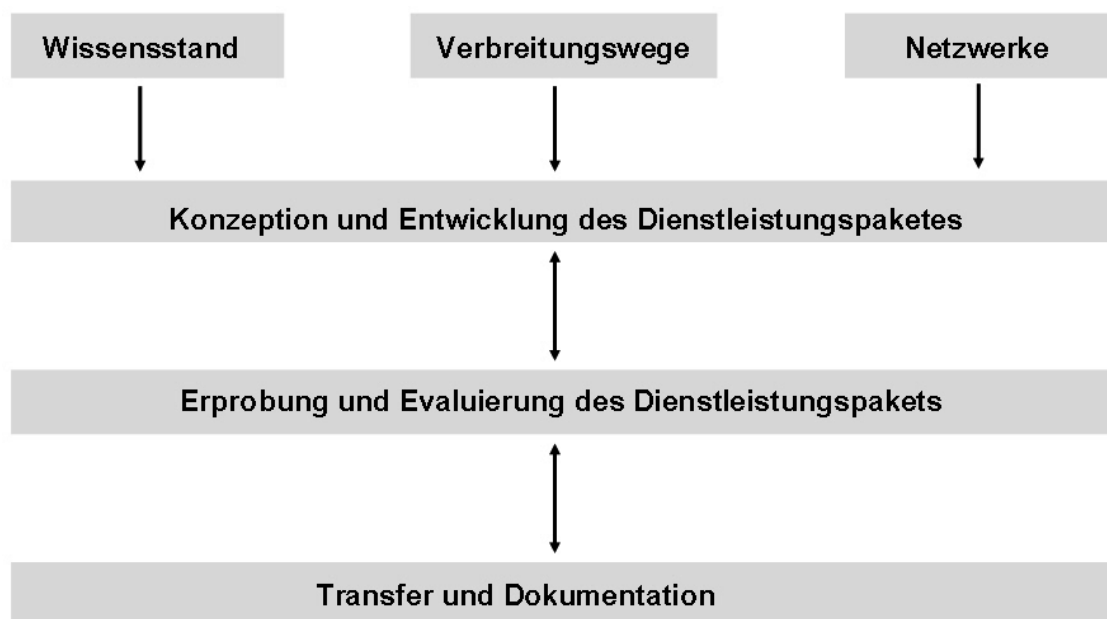 Wissensstand
Verbreitungswege
Netzwerke
Konzeption und Entwicklung des Dienstleistungspaketes
Erprobung und Evaluierung des Dienstleistungspakets
Transfer und Dokumentation